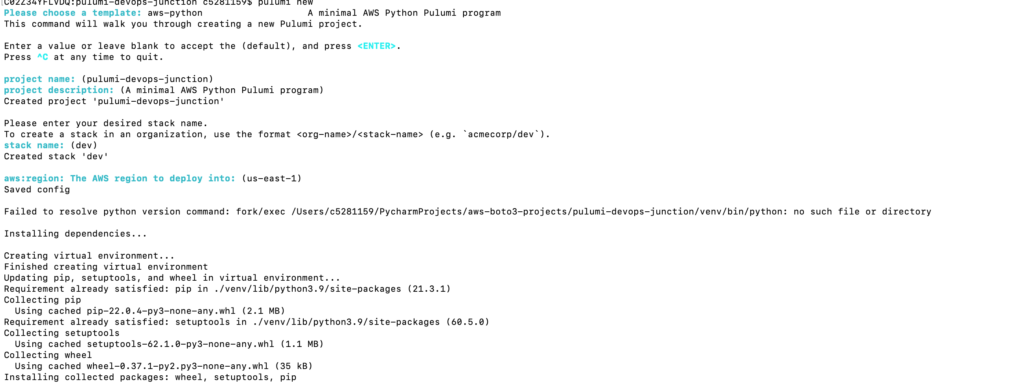 C02Z34YFLVDQ:pulumi-devops-junction c5281159$ pulumi new
Please choose a template: aws-python A minimal AWS Python Pulumi program
This command will walk you through creating a new Pulumi project.
Enter a value or leave blank to accept the (default), and press <ENTER>.
Press ^C at any time to quit.
project name: (pulumi-devops-junction)
project description: (A minimal AWS Python Pulumi program)
Created project 'pulumi-devops-junction'
Please enter your desired stack name.
To create a stack in an organization, use the format <org-name>/<stack-name> (e.g. `acmecorp/dev`).
stack name: (dev)
Created stack 'dev'
aws:region: The AWS region to deploy into: (us-east-1)
Saved config
Failed to resolve python version command: fork/exec /Users/c5281159/PycharmProjects/aws-boto3-projects/pulumi-devops-junction/venv/bin/python: no such file or directory
Installing dependencies...
Creating virtual environment...
Finished creating virtual environment
Updating pip, setuptools, and wheel in virtual environment...
Requirement already satisfied: pip in ./venv/lib/python3.9/site-packages (21.3.1)
Collecting pip
Using cached pip-22.0.4-py3-none-any.whl (2.1 MB)
Requirement already satisfied: setuptools in ./venv/lib/python3.9/site-packages (60.5.0)
Collecting setuptools
Using cached setuptools-62.1.0-py3-none-any.whl (1.1 MB)
Collecting wheel
Using cached wheel-0.37.1-py2.py3-none-any.whl (35 kB)
Installing collected packages: wheel, setuptools, pip